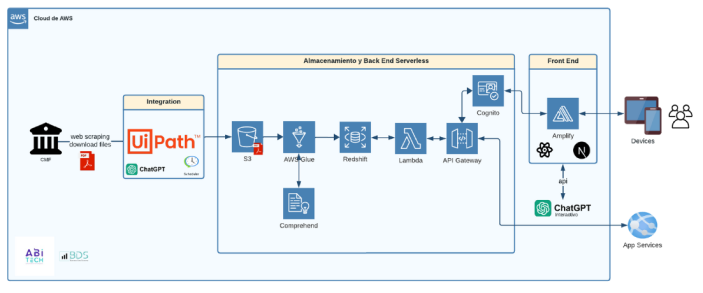 aws
Cloud de AWS
Almacenamiento y Back End Serverless
Front End
Integration
web scraping
download files
CMF
PDF
UiPath™
ChatGPT
Scheduler
S3
AWS Glue
Redshift
Lambda
API Gateway
Cognito
Amplify
Devices
Comprehend
api
ChatGPT
Interactivo
App Services
ABi
TECH
BDS